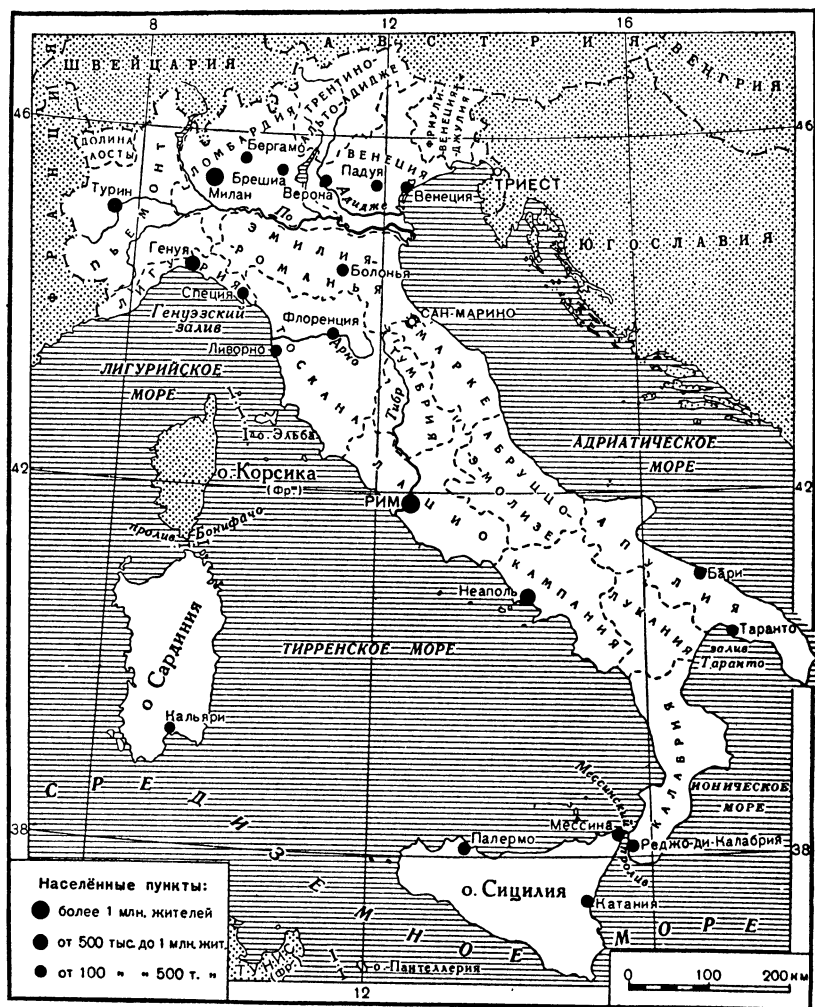 8
12
16
АВСТРИЯ
ШВЕЙЦАРИЯ
ВЕНГРИЯ
46
46
ФРАНЦИЯ
ТРЕНТИНО-
АЛЬТО-АДИДЖЕ
ФРИУЛИ
ВЕНЕЦИЯ
ДЖУЛИЯ
ДОЛИНА
АОСТЫ
ЛОМБАРДИЯ
Бергамо
ВЕНЕЦИЯ
Брешиа
Падуя
Милан
Верона
Адидже
Венеция
ТРИЕСТ
Турин
ПЬЕМОНТ
По
ЮГОСЛАВИЯ
Генуя
ЭМИЛИЯ-
РОМАНЬЯ
Болонья
ЛИГУРИЯ
Специя
Генуэзский
залив
Флоренция
САН-МАРИНО
Арно
Ливорно
ТОСКАНА
УМБРИЯ
МАРКЕ
Тибр
ЛИГУРИЙСКОЕ
МОРЕ
о. Эльба
АДРИАТИЧЕСКОЕ
МОРЕ
42
42
о. Корсика
(Фр.)
АБРУЦЦО-
Э МОЛИЗЕ
ЛАЦИО
РИМ
пролив Бонифачо
АПУЛИЯ
Бари
КАМПАНИЯ
Неаполь
ЛУКАНИЯ
Таранто
залив
Таранто
о Сардиния
ТИРРЕНСКОЕ МОРЕ
Кальяри
КАЛАБРИЯ
ИОНИЧЕСКОЕ
МОРЕ
СРЕДИЗЕМНОЕ МОРЕ
Мессинский
пролив
38
38
Мессина
Палермо
Реджо-ди-Калабрия
о. Сицилия
Катания
(Фр.)
о. Пантеллерия
Населённые пункты:
более 1 млн. жителей
от 500 тыс. до 1 млн. жит.
от 100 " " 500 т. "
0 100 200 км
12